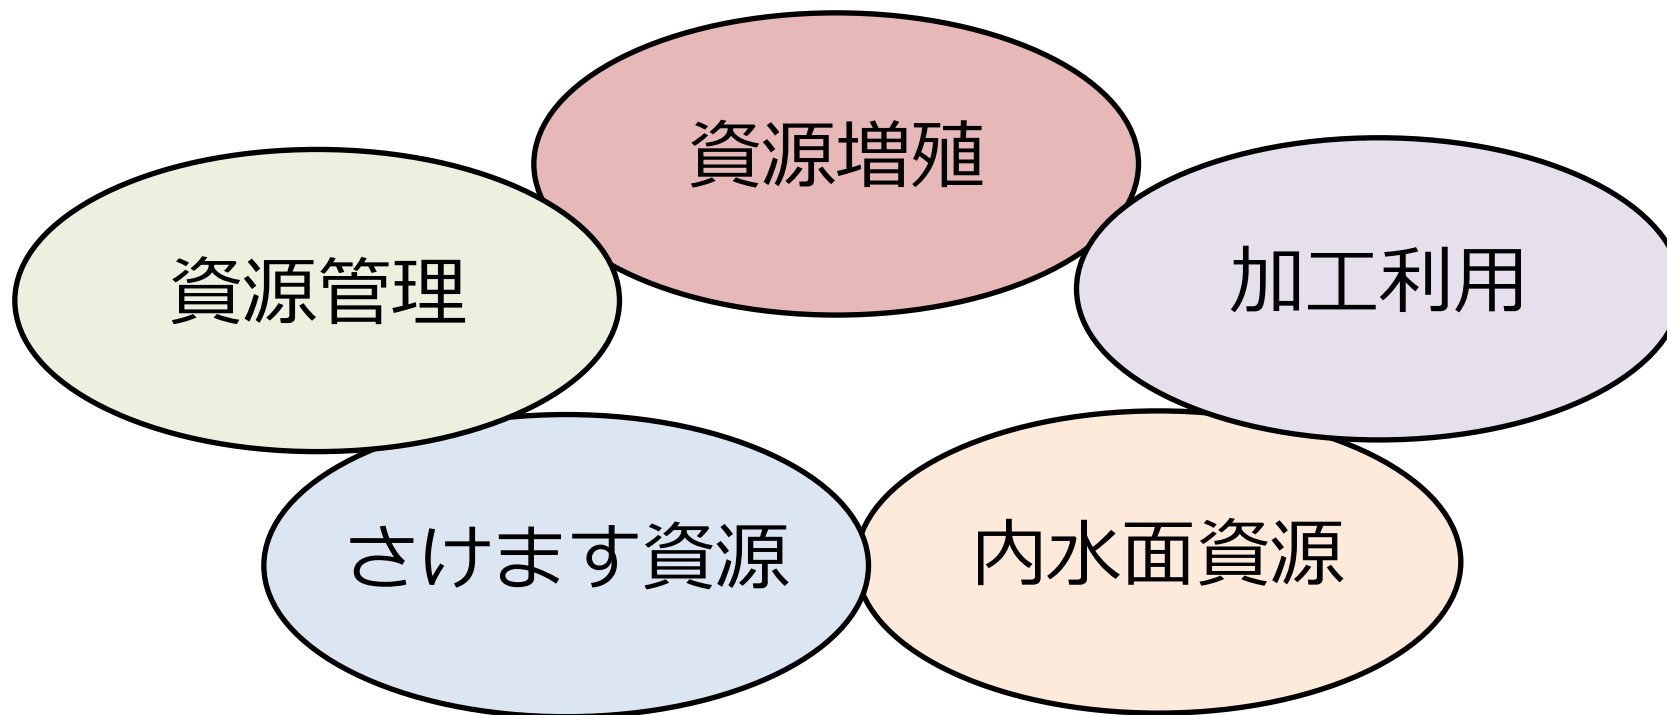 資源増殖
加工利用
資源管理
さけます資源
内水面資源